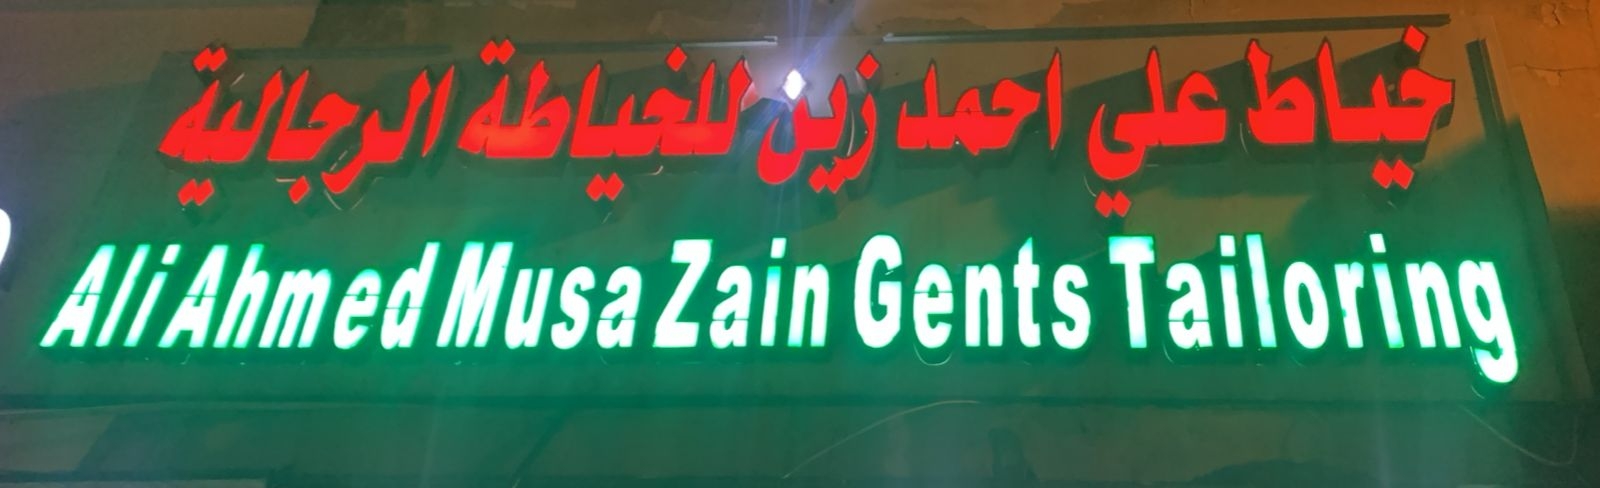 خياط علي احمد زين للخياطة الرجالية
Ali Ahmed Musa Zain Gents Tailoring